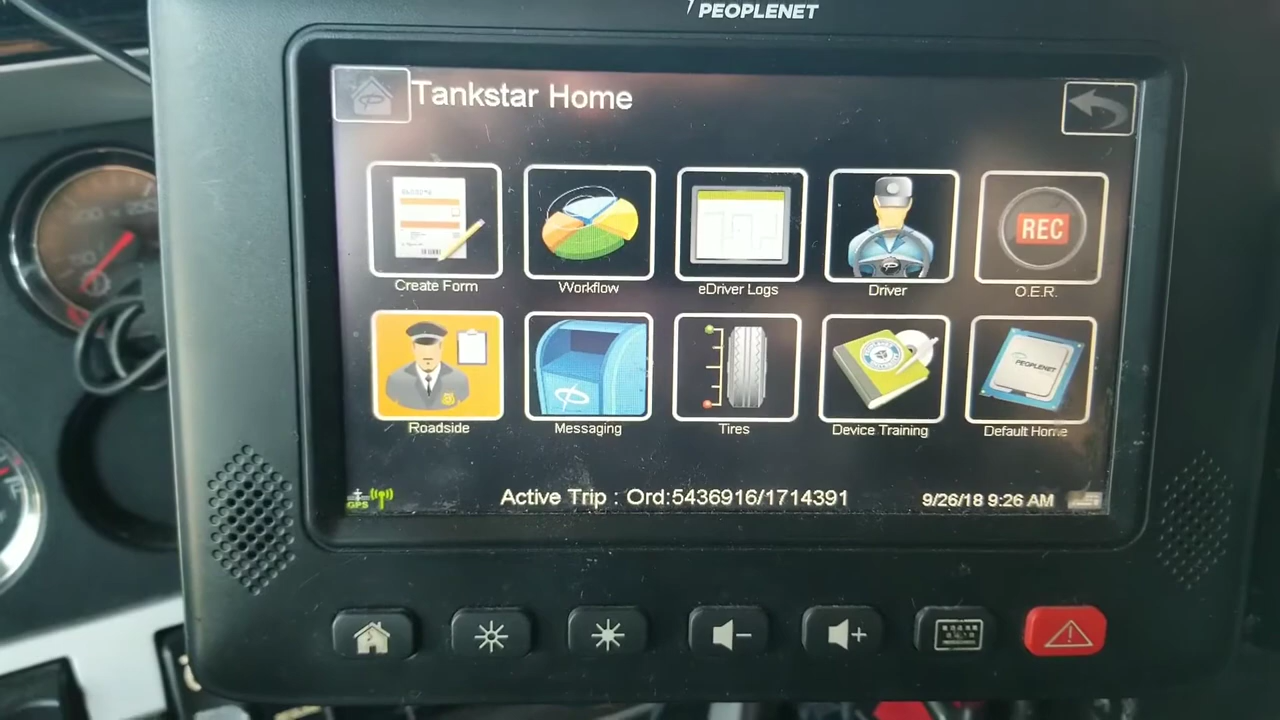 PEOPLENET
Tankstar Home
REC
Create Form
Workflow
eDriver Logs
Driver
O.E.R.
PEOPLENET
Roadside
Messaging
Tires
Device Training
Default Home
GPS
Active Trip : Ord:5436916/1714391
9/26/18 9:26 AM